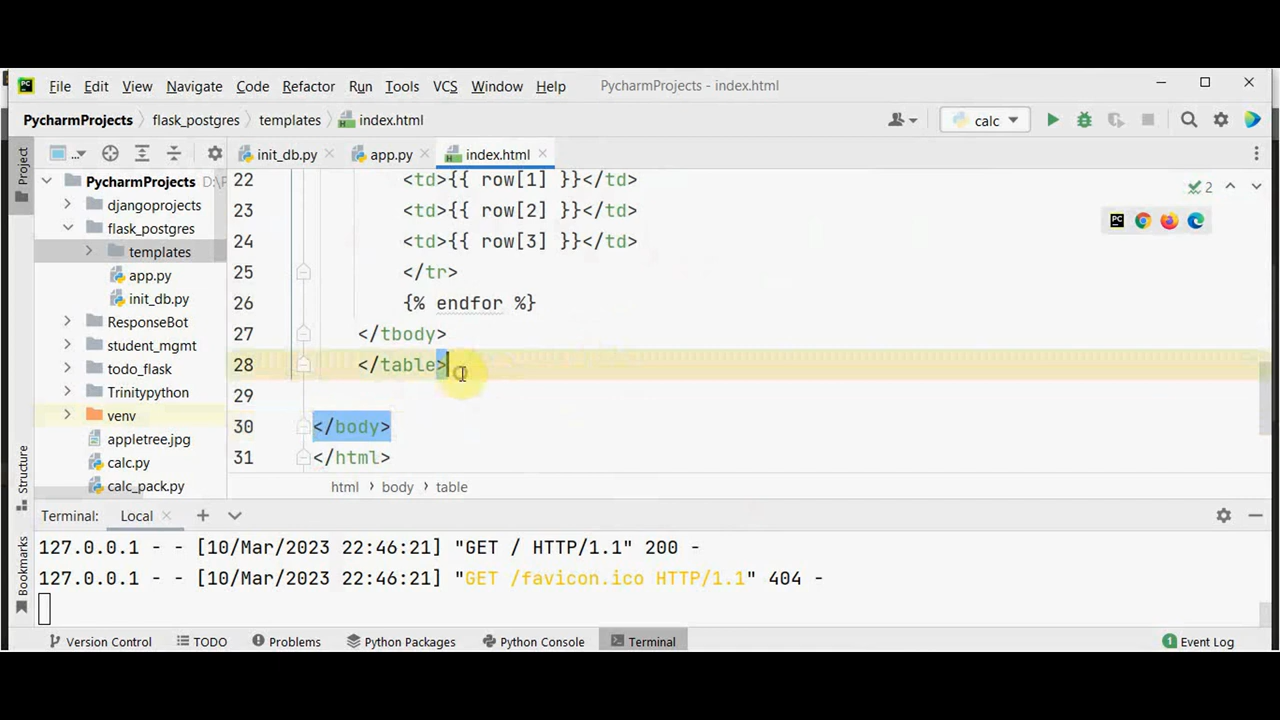 File Edit View Navigate Code Refactor Run Tools VCS Window Help PycharmProjects - index.html
PycharmProjects flask_postgres templates index.html calc
Project ... init_db.py app.py index.html
PycharmProjects
djangoprojects
flask_postgres
templates
app.py
init_db.py
ResponseBot
student_mgmt
todo_flask
Trinitypython
venv
appletree.jpg
calc.py
calc_pack.py
22 <td>{{ row[1] }}</td>
23 <td>{{ row[2] }}</td>
24 <td>{{ row[3] }}</td>
25 </tr>
26 {% endfor %}
27 </tbody>
28 </table>
29
30 </body>
31 </html>
2
html body table
Structure
Bookmarks
Terminal: Local
127.0.0.1 - - [10/Mar/2023 22:46:21] "GET / HTTP/1.1" 200 -
127.0.0.1 - - [10/Mar/2023 22:46:21] "GET /favicon.ico HTTP/1.1" 404 -
Version Control TODO Problems Python Packages Python Console Terminal 1 Event Log